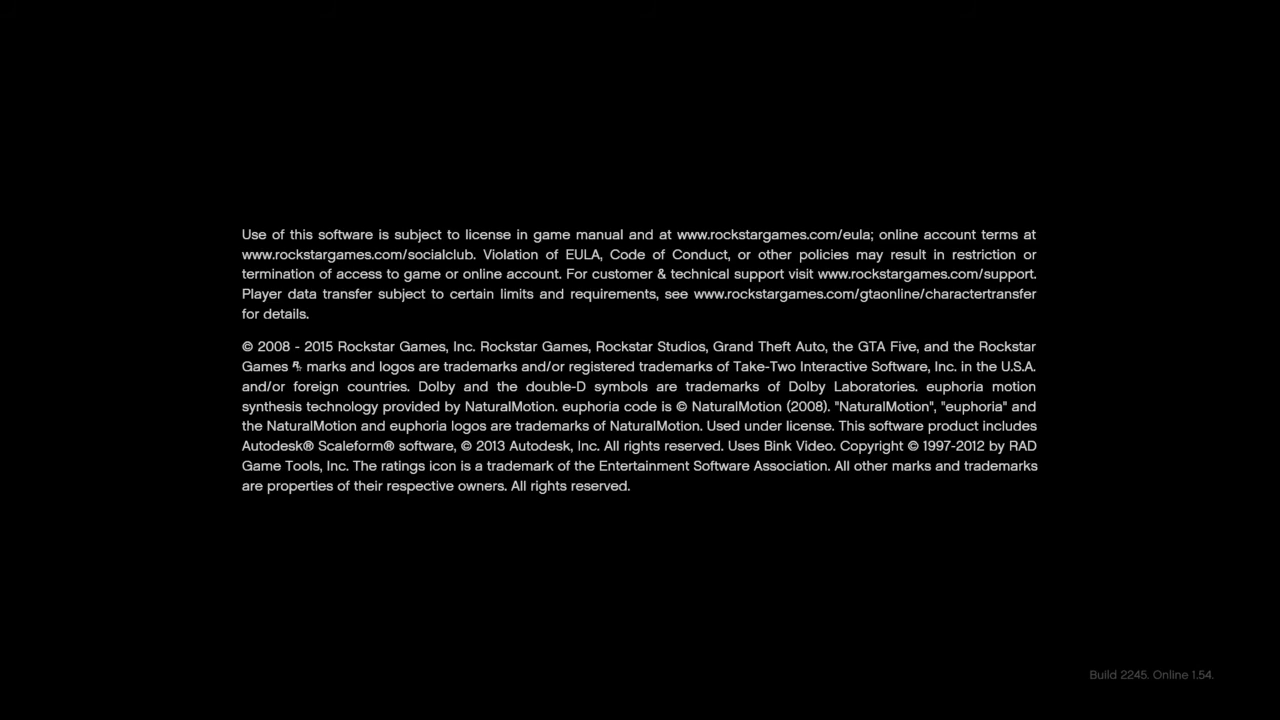 Use of this software is subject to license in game manual and at www.rockstargames.com/eula; online account terms at
www.rockstargames.com/socialclub. Violation of EULA, Code of Conduct, or other policies may result in restriction or
termination of access to game or online account. For customer & technical support visit www.rockstargames.com/support.
Player data transfer subject to certain limits and requirements, see www.rockstargames.com/gtaonline/charactertransfer
for details.
© 2008 - 2015 Rockstar Games, Inc. Rockstar Games, Rockstar Studios, Grand Theft Auto, the GTA Five, and the Rockstar
Games R* marks and logos are trademarks and/or registered trademarks of Take-Two Interactive Software, Inc. in the U.S.A.
and/or foreign countries. Dolby and the double-D symbols are trademarks of Dolby Laboratories. euphoria motion
synthesis technology provided by NaturalMotion. euphoria code is © NaturalMotion (2008). "NaturalMotion", "euphoria" and
the NaturalMotion and euphoria logos are trademarks of NaturalMotion. Used under license. This software product includes
Autodesk® Scaleform® software, © 2013 Autodesk, Inc. All rights reserved. Uses Bink Video. Copyright © 1997-2012 by RAD
Game Tools, Inc. The ratings icon is a trademark of the Entertainment Software Association. All other marks and trademarks
are properties of their respective owners. All rights reserved.
Build 2245. Online 1.54.